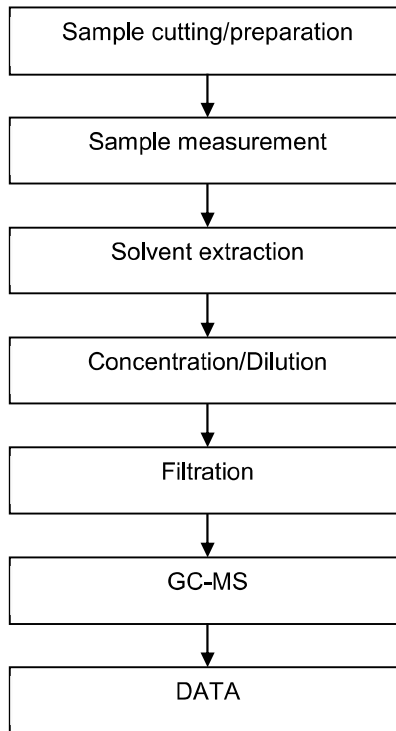 Sample cutting/preparation
Sample measurement
Solvent extraction
Concentration/Dilution
Filtration
GC-MS
DATA